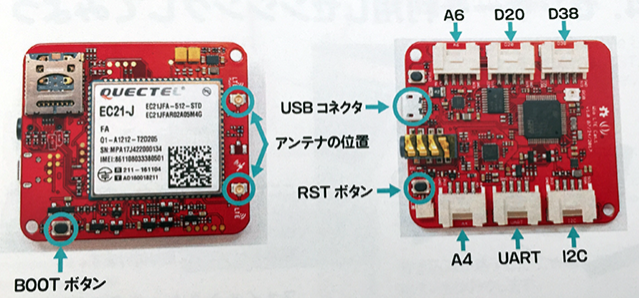 A6
D20
D38
QUECTEL
EC21-J
EC21JFA-512-STD
EC21JFAR02A05M4G
FA
Q1-A1212-T2D205
SN:MPA17J422000134
IMEI:861188033380501
R 211-161104
T AD160018211
USB コネクタ
アンテナの位置
RST ボタン
BOOT ボタン
A4
UART
I2C